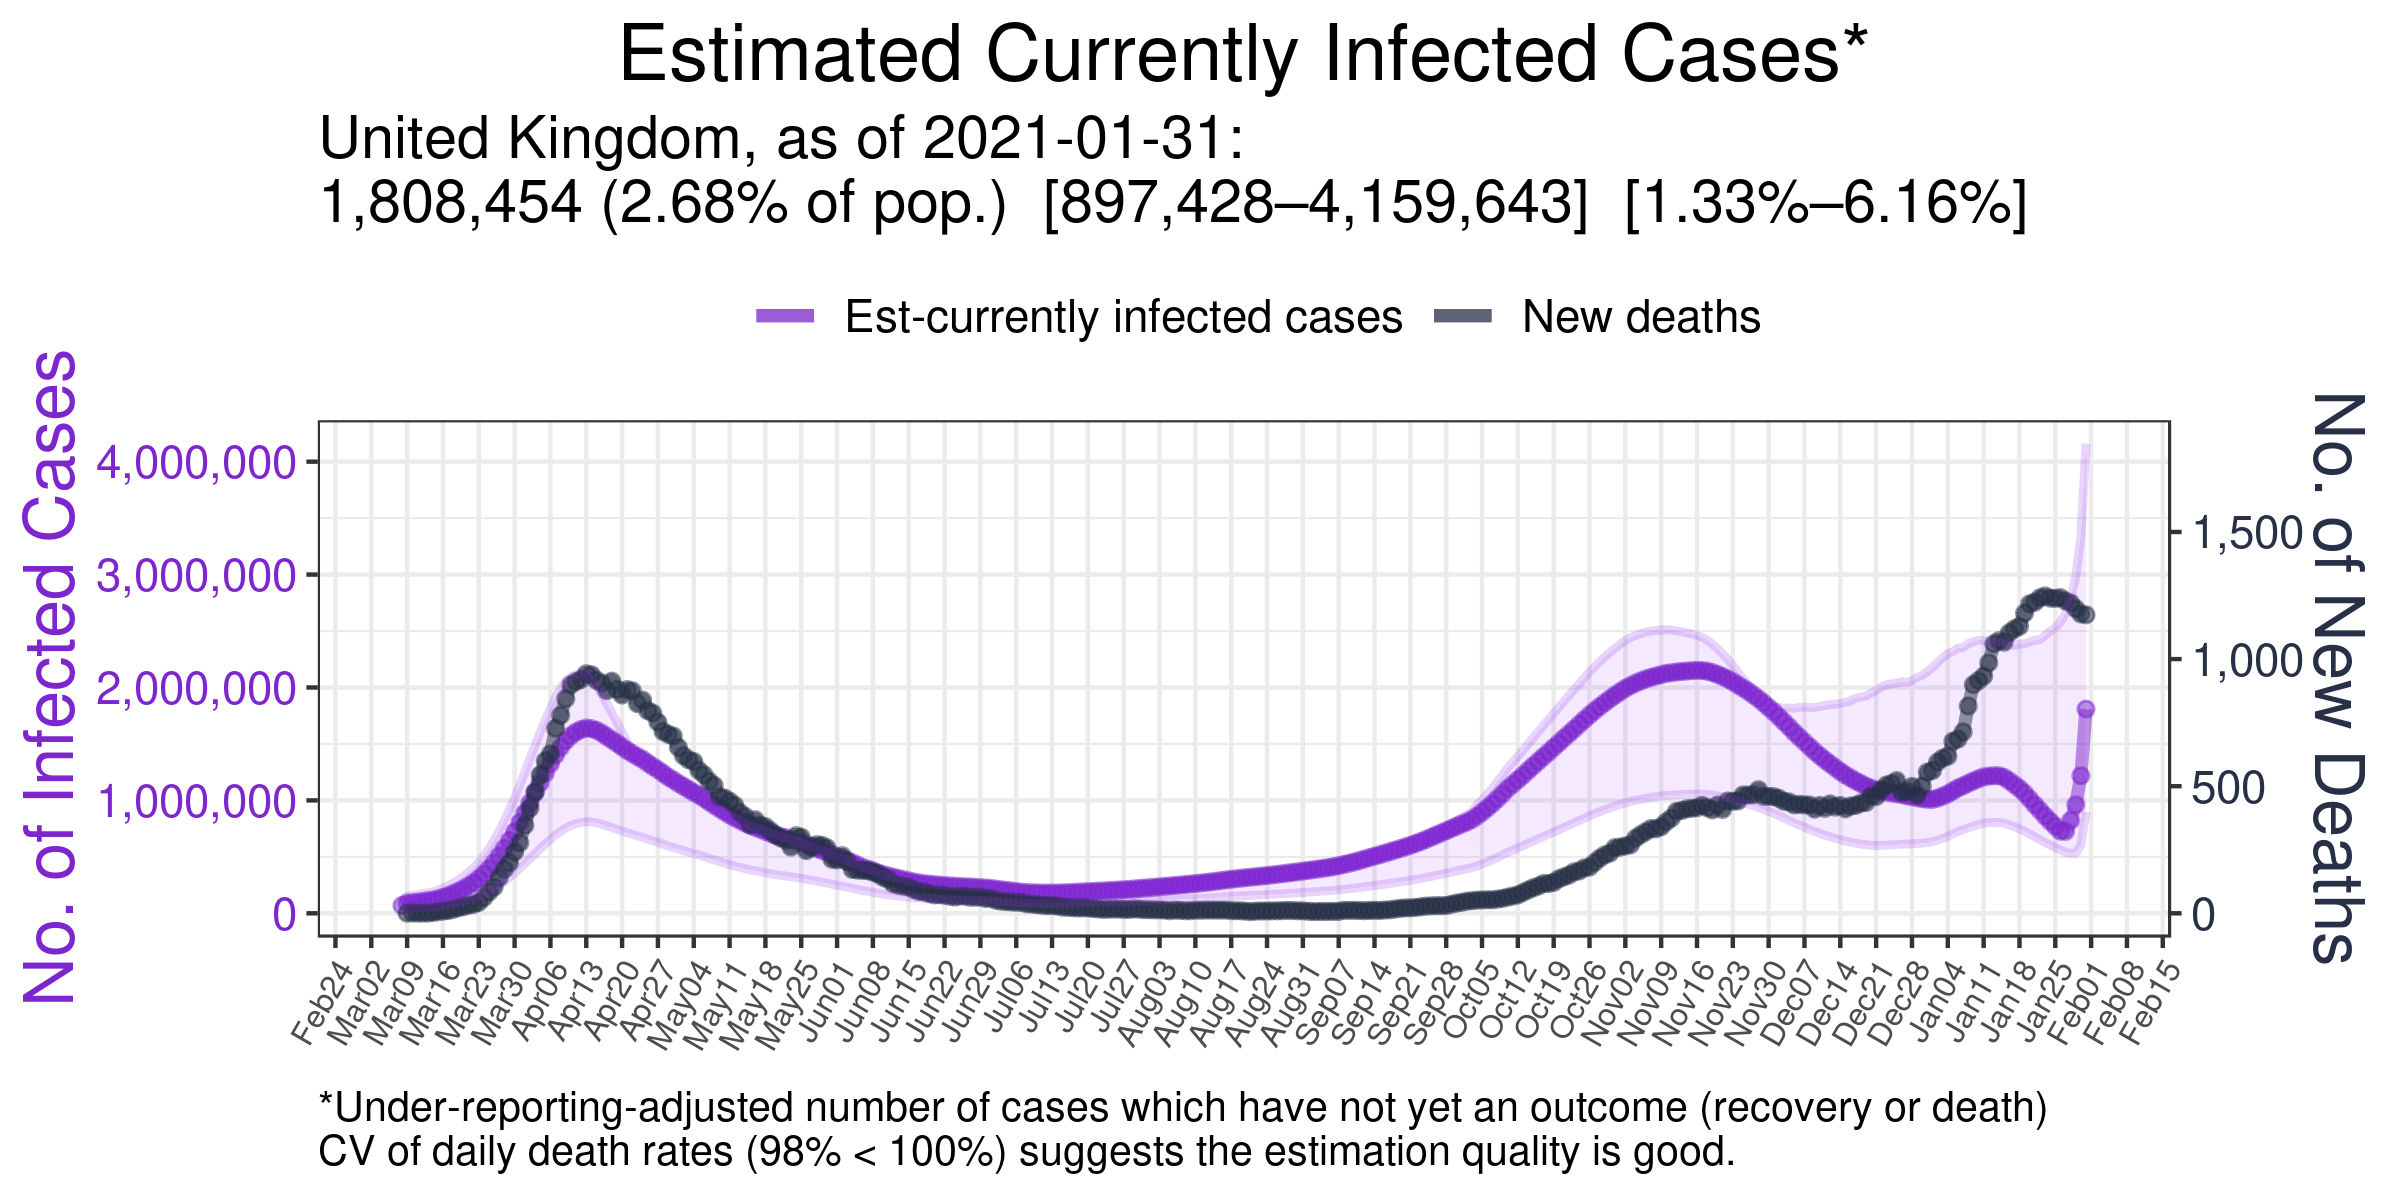 Estimated Currently Infected Cases*
United Kingdom, as of 2021-01-31:
1,808,454 (2.68% of pop.) [897,428–4,159,643] [1.33%–6.16%]
Est-currently infected cases New deaths
No. of Infected Cases
4,000,000
3,000,000
2,000,000
1,000,000
0
1,500
1,000
500
0
No. of New Deaths
Feb24 Mar02 Mar09 Mar16 Mar23 Mar30 Apr06 Apr13 Apr20 Apr27 May04 May11 May18 May25 Jun01 Jun08 Jun15 Jun22 Jun29 Jul06 Jul13 Jul20 Jul27 Aug03 Aug10 Aug17 Aug24 Aug31 Sep07 Sep14 Sep21 Sep28 Oct05 Oct12 Oct19 Oct26 Nov02 Nov09 Nov16 Nov23 Nov30 Dec07 Dec14 Dec21 Dec28 Jan04 Jan11 Jan18 Jan25 Feb01 Feb08 Feb15
*Under-reporting-adjusted number of cases which have not yet an outcome (recovery or death)
CV of daily death rates (98% < 100%) suggests the estimation quality is good.